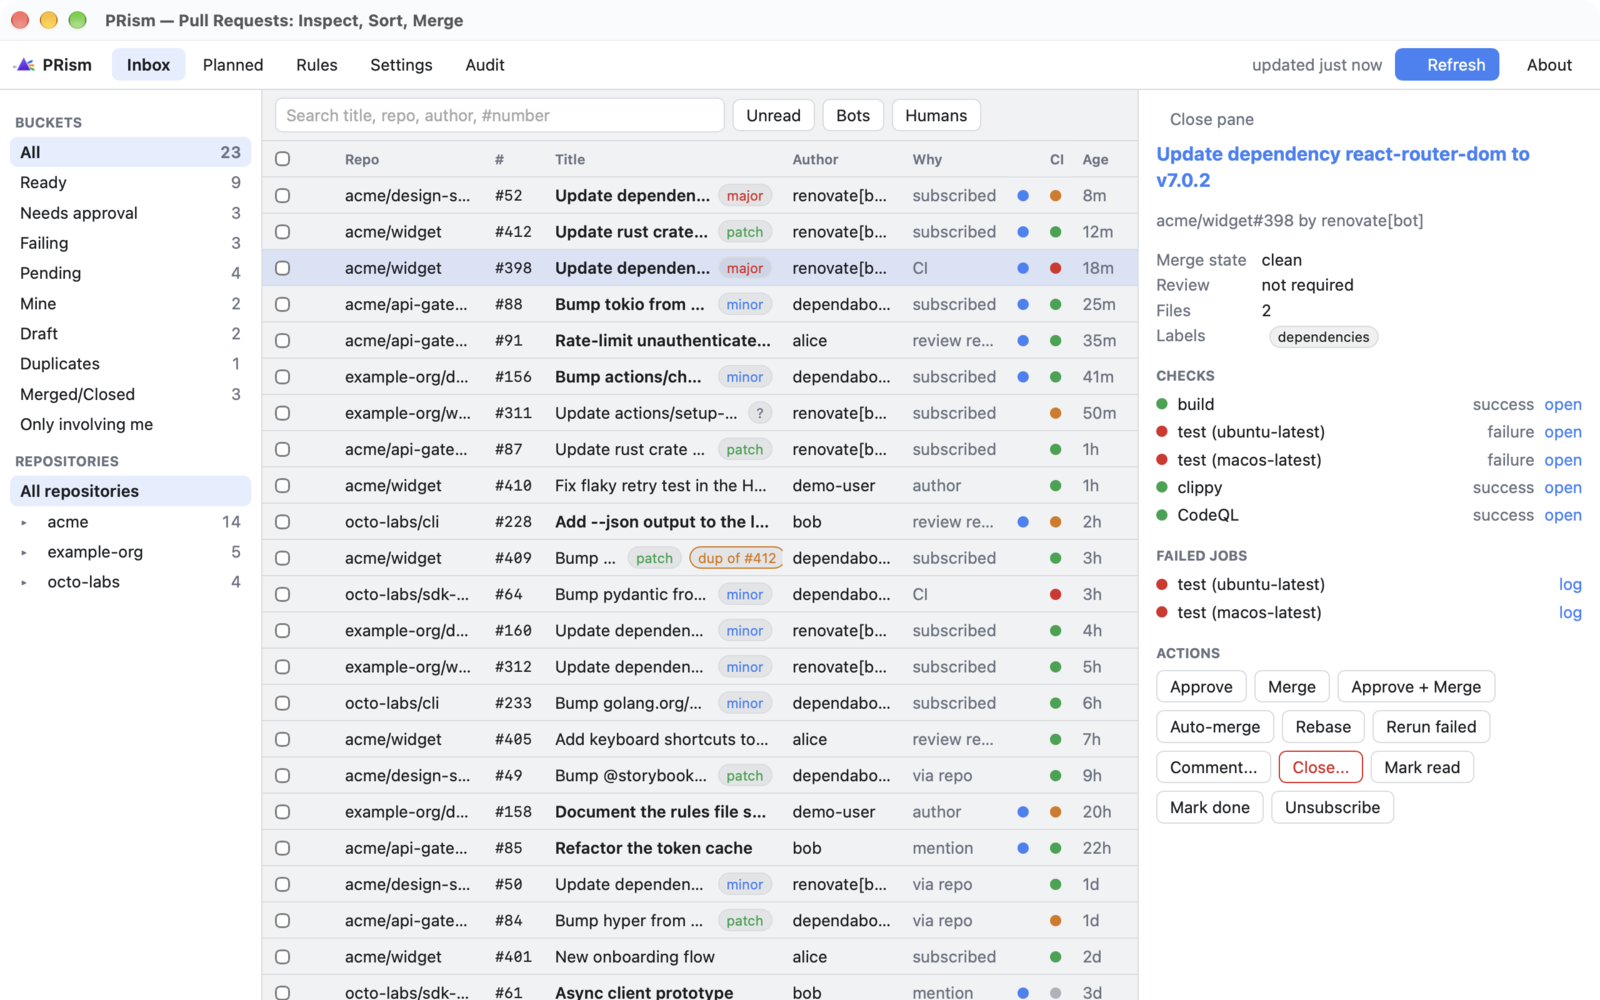 PRism — Pull Requests: Inspect, Sort, Merge
PRism Inbox Planned Rules Settings Audit updated just now Refresh About
BUCKETS
All 23
Ready 9
Needs approval 3
Failing 3
Pending 4
Mine 2
Draft 2
Duplicates 1
Merged/Closed 3
Only involving me
REPOSITORIES
All repositories
▸ acme 14
▸ example-org 5
▸ octo-labs 4
Search title, repo, author, #number Unread Bots Humans
Repo # Title Author Why CI Age
acme/design-s... #52 Update dependen... major renovate[b... subscribed 8m
acme/widget #412 Update rust crate... patch renovate[b... subscribed 12m
acme/widget #398 Update dependen... major renovate[b... CI 18m
acme/api-gate... #88 Bump tokio from ... minor dependabo... subscribed 25m
acme/api-gate... #91 Rate-limit unauthenticate... alice review re... 35m
example-org/d... #156 Bump actions/ch... minor dependabo... subscribed 41m
example-org/w... #311 Update actions/setup-... ? renovate[b... subscribed 50m
acme/api-gate... #87 Update rust crate ... patch renovate[b... subscribed 1h
acme/widget #410 Fix flaky retry test in the H... demo-user author 1h
octo-labs/cli #228 Add --json output to the l... bob review re... 2h
acme/widget #409 Bump ... patch dup of #412 dependabo... subscribed 3h
octo-labs/sdk-... #64 Bump pydantic fro... minor dependabo... CI 3h
example-org/d... #160 Update dependen... minor renovate[b... subscribed 4h
example-org/w... #312 Update dependen... minor renovate[b... subscribed 5h
octo-labs/cli #233 Bump golang.org/... minor dependabo... subscribed 6h
acme/widget #405 Add keyboard shortcuts to... alice review re... 7h
acme/design-s... #49 Bump @storybook... patch dependabo... via repo 9h
example-org/d... #158 Document the rules file s... demo-user author 20h
acme/api-gate... #85 Refactor the token cache bob mention 22h
acme/design-s... #50 Update dependen... minor renovate[b... via repo 1d
acme/api-gate... #84 Bump hyper from ... patch dependabo... via repo 1d
acme/widget #401 New onboarding flow alice subscribed 2d
octo-labs/sdk-... #61 Async client prototype bob mention 3d
Close pane
Update dependency react-router-dom to
v7.0.2
acme/widget#398 by renovate[bot]
Merge state clean
Review not required
Files 2
Labels dependencies
CHECKS
build success open
test (ubuntu-latest) failure open
test (macos-latest) failure open
clippy success open
CodeQL success open
FAILED JOBS
test (ubuntu-latest) log
test (macos-latest) log
ACTIONS
Approve Merge Approve + Merge
Auto-merge Rebase Rerun failed
Comment... Close... Mark read
Mark done Unsubscribe